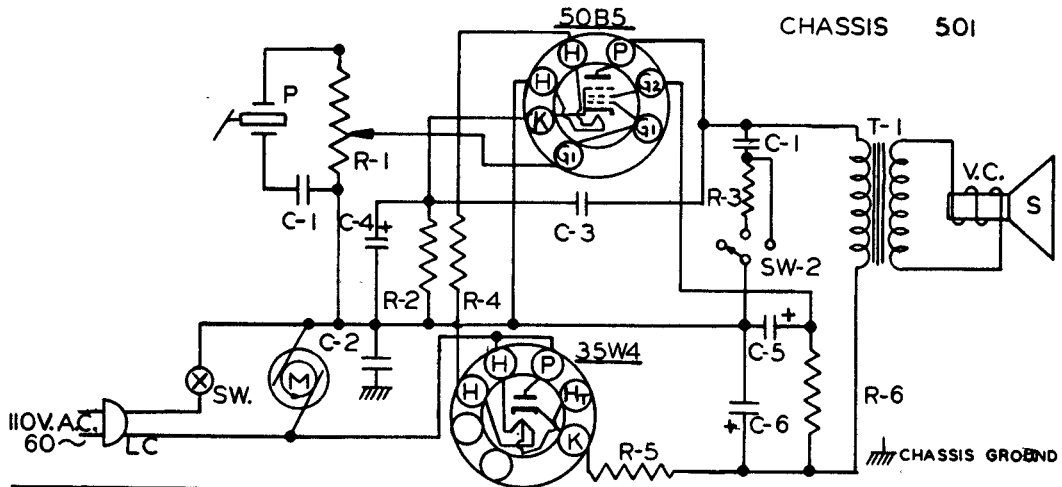 50B5
CHASSIS 501
H
P
H
G2
K
G1
G1
P
R-1
C-1
C-4
+
R-2
R-4
C-3
C-1
R-3
SW-2
T-1
V.C.
S
C-2
SW.
M
110V.A.C.
60~
LC
35W4
H
P
H
HT
K
R-5
C-5
+
C-6
+
R-6
CHASSIS GROUND